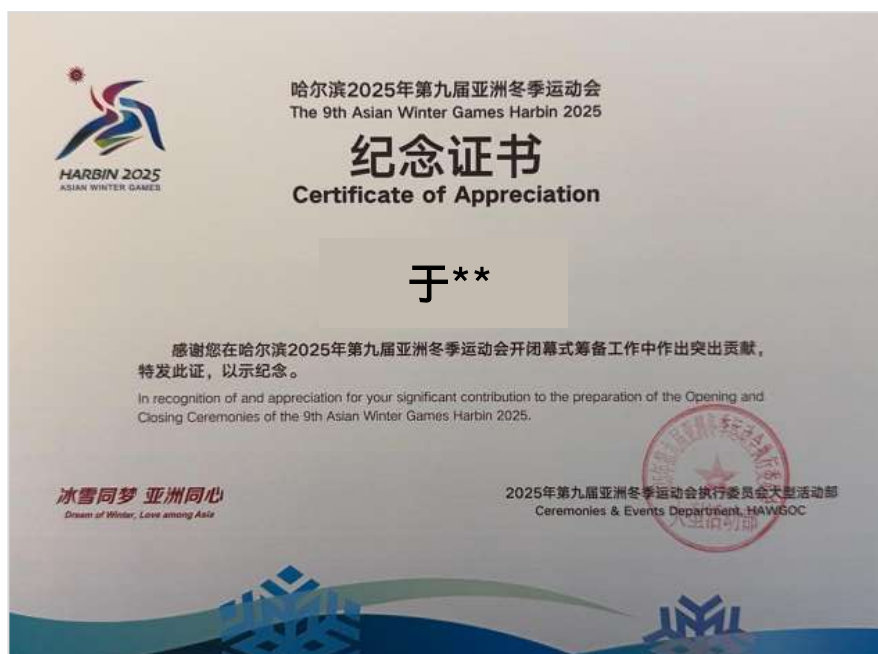 哈尔滨2025年第九届亚洲冬季运动会
The 9th Asian Winter Games Harbin 2025
纪念证书
Certificate of Appreciation
HARBIN 2025
ASIAN WINTER GAMES
于**
感谢您在哈尔滨2025年第九届亚洲冬季运动会开闭幕式筹备工作中作出突出贡献，
特发此证，以示纪念。
In recognition of and appreciation for your significant contribution to the preparation of the Opening and
Closing Ceremonies of the 9th Asian Winter Games Harbin 2025.
冰雪同梦 亚洲同心
Dream of Winter, Love among Asia
2025年第九届亚洲冬季运动会执行委员会大型活动部
Ceremonies & Events Department, HAWGOC
大型活动部